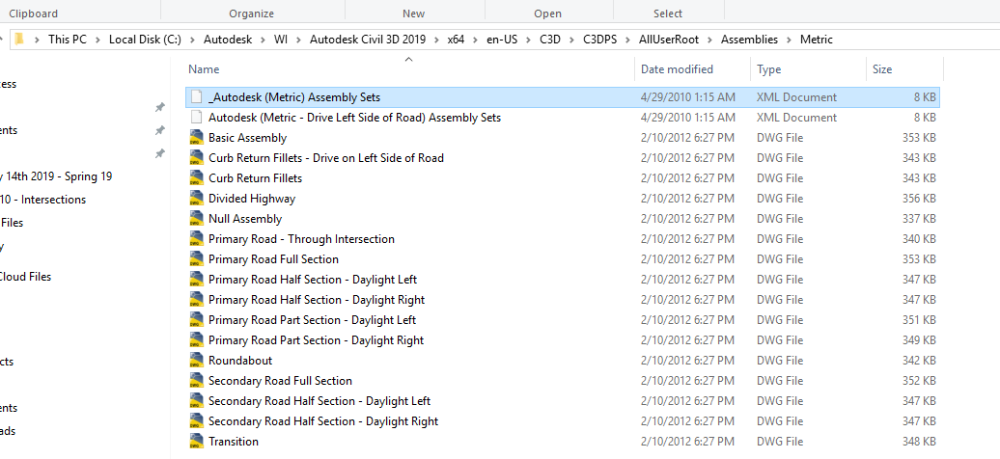 Clipboard Organize New Open Select
This PC > Local Disk (C:) > Autodesk > WI > Autodesk Civil 3D 2019 > x64 > en-US > C3D > C3DPS > AllUserRoot > Assemblies > Metric
Name Date modified Type Size
cess
_Autodesk (Metric) Assembly Sets 4/29/2010 1:15 AM XML Document 8 KB
Autodesk (Metric - Drive Left Side of Road) Assembly Sets 4/29/2010 1:15 AM XML Document 8 KB
ents
Basic Assembly 2/10/2012 6:27 PM DWG File 353 KB
Curb Return Fillets - Drive on Left Side of Road 2/10/2012 6:27 PM DWG File 343 KB
y 14th 2019 - Spring 19
Curb Return Fillets 2/10/2012 6:27 PM DWG File 343 KB
10 - Intersections
Divided Highway 2/10/2012 6:27 PM DWG File 356 KB
Files
Null Assembly 2/10/2012 6:27 PM DWG File 337 KB
y
Primary Road - Through Intersection 2/10/2012 6:27 PM DWG File 340 KB
Primary Road Full Section 2/10/2012 6:27 PM DWG File 353 KB
Cloud Files
Primary Road Half Section - Daylight Left 2/10/2012 6:27 PM DWG File 347 KB
Primary Road Half Section - Daylight Right 2/10/2012 6:27 PM DWG File 347 KB
Primary Road Part Section - Daylight Left 2/10/2012 6:27 PM DWG File 351 KB
Primary Road Part Section - Daylight Right 2/10/2012 6:27 PM DWG File 349 KB
cts
Roundabout 2/10/2012 6:27 PM DWG File 342 KB
Secondary Road Full Section 2/10/2012 6:27 PM DWG File 352 KB
ents
Secondary Road Half Section - Daylight Left 2/10/2012 6:27 PM DWG File 347 KB
Secondary Road Half Section - Daylight Right 2/10/2012 6:27 PM DWG File 347 KB
ads
Transition 2/10/2012 6:27 PM DWG File 348 KB